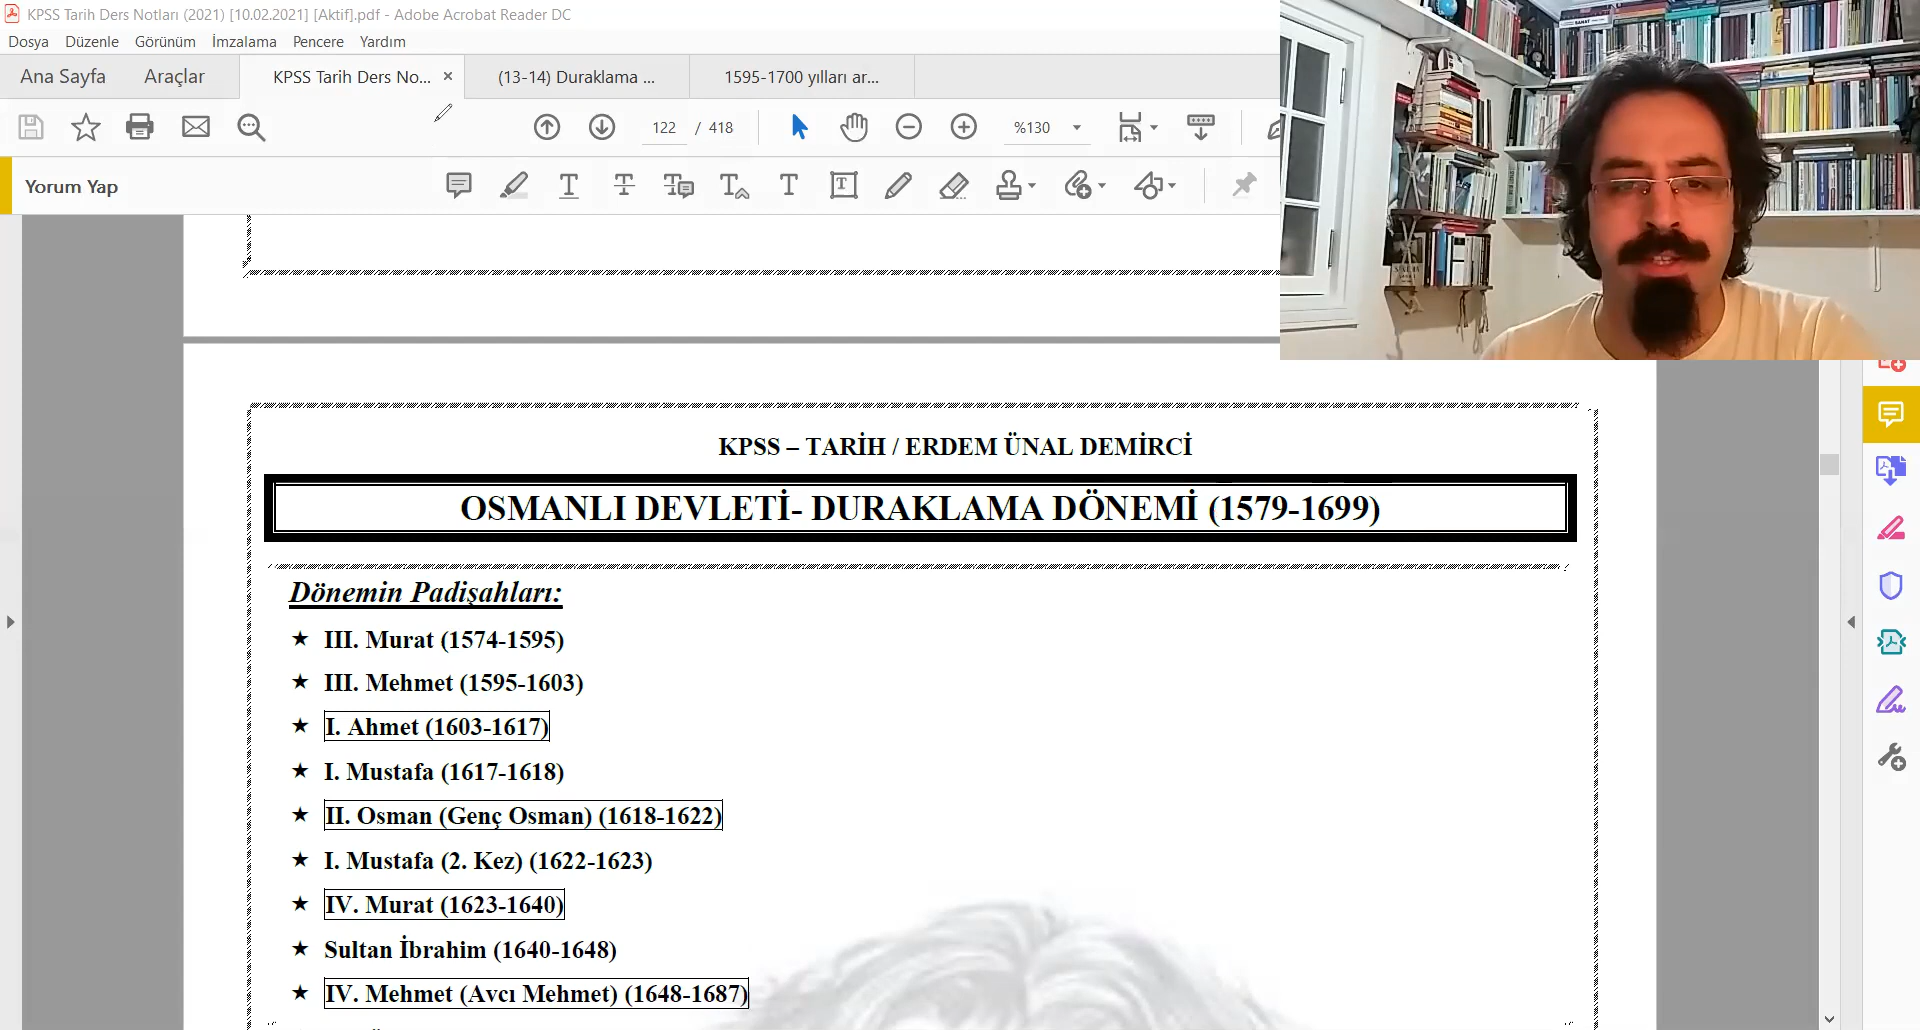 KPSS Tarih Ders Notları (2021) [10.02.2021] [Aktif].pdf - Adobe Acrobat Reader DC
Dosya Düzenle Görünüm İmzalama Pencere Yardım
Ana Sayfa Araçlar KPSS Tarih Ders No... × (13-14) Duraklama ... 1595-1700 yılları ar...
122 / 418 %130
Yorum Yap
KPSS – TARİH / ERDEM ÜNAL DEMİRCİ
OSMANLI DEVLETİ- DURAKLAMA DÖNEMİ (1579-1699)
Dönemin Padişahları:
★ III. Murat (1574-1595)
★ III. Mehmet (1595-1603)
★ I. Ahmet (1603-1617)
★ I. Mustafa (1617-1618)
★ II. Osman (Genç Osman) (1618-1622)
★ I. Mustafa (2. Kez) (1622-1623)
★ IV. Murat (1623-1640)
★ Sultan İbrahim (1640-1648)
★ IV. Mehmet (Avcı Mehmet) (1648-1687)